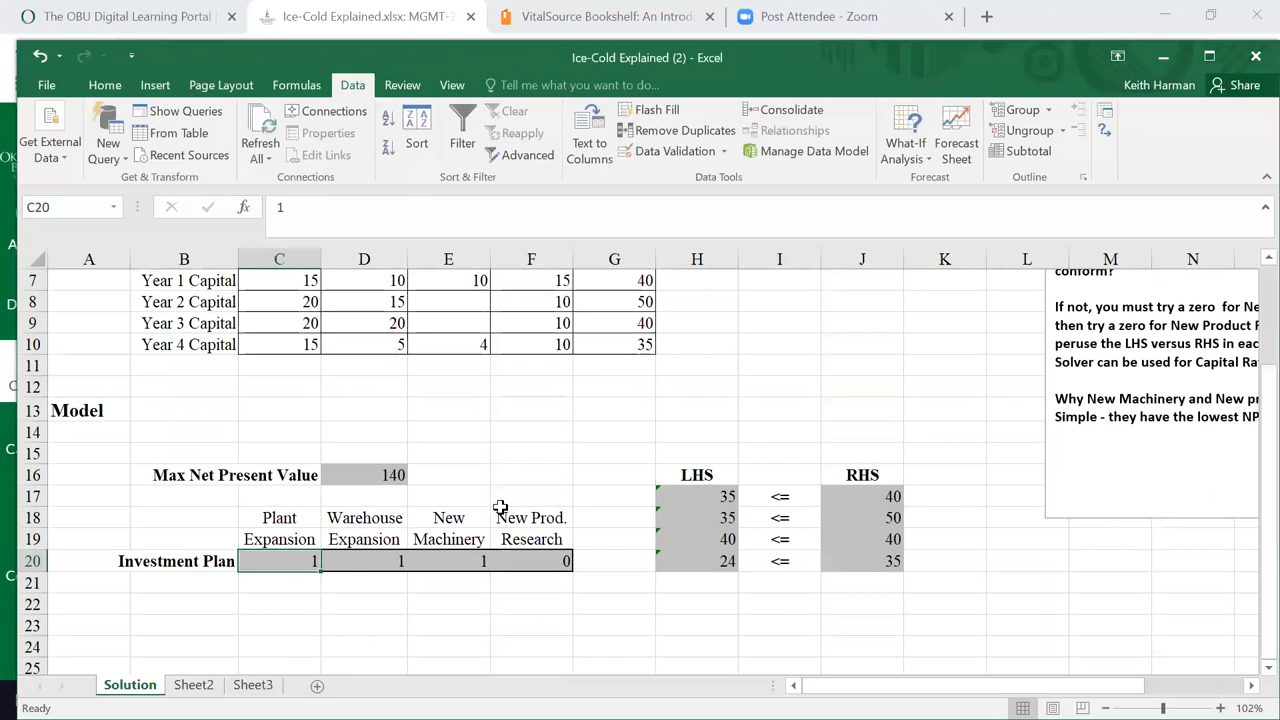 The OBU Digital Learning Portal
Ice-Cold Explained.xlsx: MGMT-2
VitalSource Bookshelf: An Introd
Post Attendee - Zoom
Ice-Cold Explained (2) - Excel
File Home Insert Page Layout Formulas Data Review View Tell me what you want to do... Keith Harman Share
Get External Data
New Query
Show Queries
From Table
Recent Sources
Get & Transform
Refresh All
Connections
Properties
Edit Links
Connections
Sort
Filter
Clear
Reapply
Advanced
Sort & Filter
Text to Columns
Flash Fill
Remove Duplicates
Data Validation
Consolidate
Relationships
Manage Data Model
Data Tools
What-If Analysis
Forecast Sheet
Forecast
Group
Ungroup
Subtotal
Outline
C20 fx 1
A B C D E F G H I J K L M N
7 Year 1 Capital 15 10 10 15 40
8 Year 2 Capital 20 15 10 50
9 Year 3 Capital 20 20 10 40
10 Year 4 Capital 15 5 4 10 35
11
12
13 Model
14
15
16 Max Net Present Value 140 LHS RHS
17 35 <= 40
18 Plant Warehouse New New Prod. 35 <= 50
19 Expansion Expansion Machinery Research 40 <= 40
20 Investment Plan 1 1 1 0 24 <= 35
21
22
23
24
25
conform?
If not, you must try a zero for Ne
then try a zero for New Product
peruse the LHS versus RHS in eac
Solver can be used for Capital Ra
Why New Machinery and New pr
Simple - they have the lowest NP
Solution Sheet2 Sheet3
Ready 102%